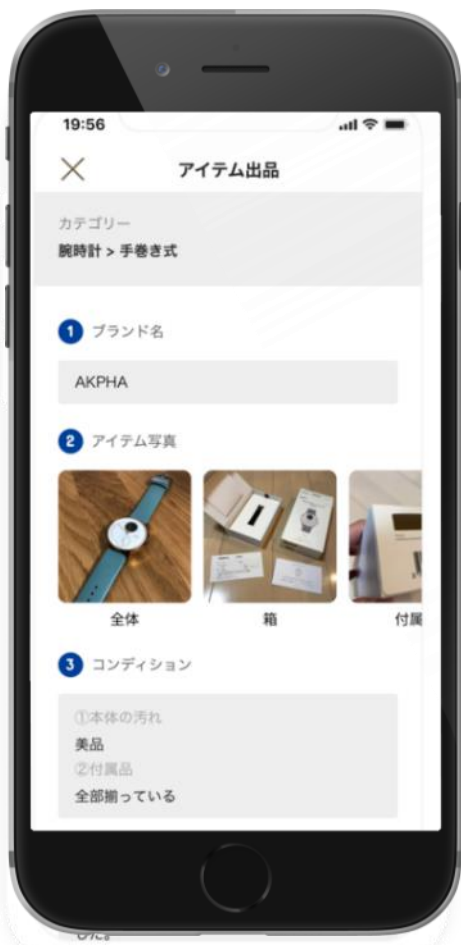 19:56
アイテム出品
カテゴリー
腕時計 > 手巻き式
1 ブランド名
AKPHA
2 アイテム写真
全体
箱
付属
3 コンディション
①本体の汚れ
美品
②付属品
全部揃っている
した。